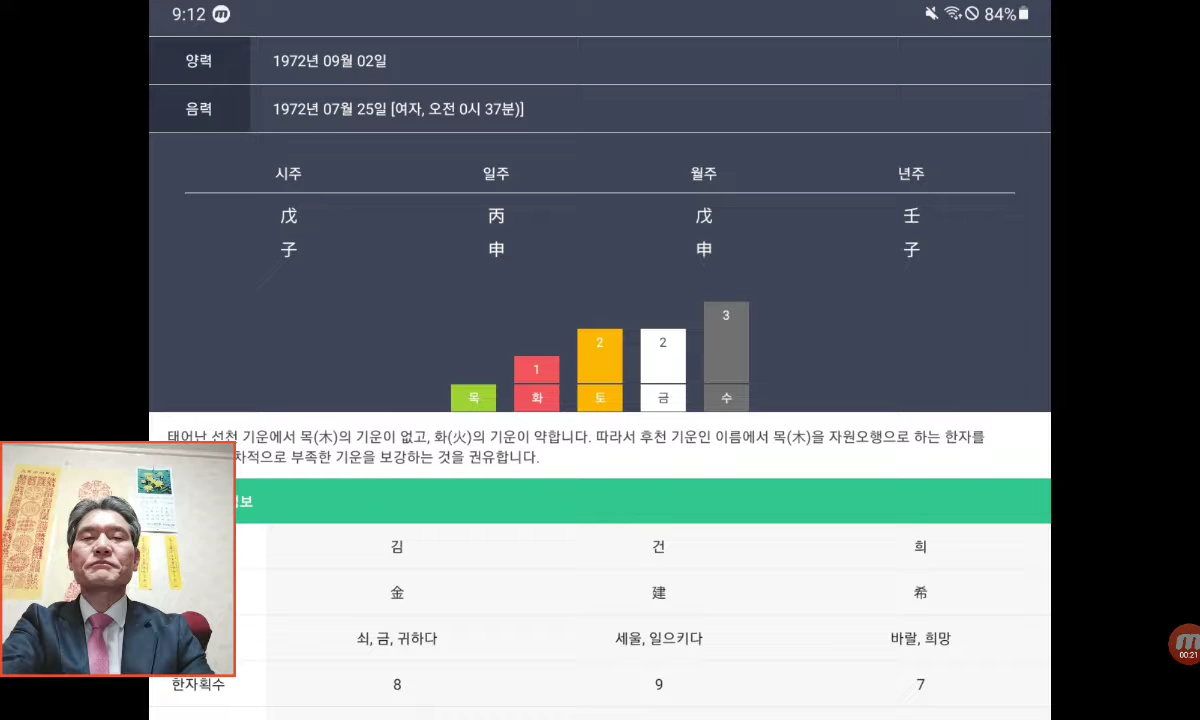 9:12
84%
양력 1972년 09월 02일
음력 1972년 07월 25일 [여자, 오전 0시 37분)]
시주 일주 월주 년주
戊 丙 戊 壬
子 申 申 子
3
2 2
1
목 화 토 금 수
태어난 선천 기운에서 목(木)의 기운이 없고, 화(火)의 기운이 약합니다. 따라서 후천 기운인 이름에서 목(木)을 자원오행으로 하는 한자를
차적으로 부족한 기운을 보강하는 것을 권유합니다.
보
김 건 희
金 建 希
쇠, 금, 귀하다 세울, 일으키다 바랄, 희망
한자획수 8 9 7
00:21